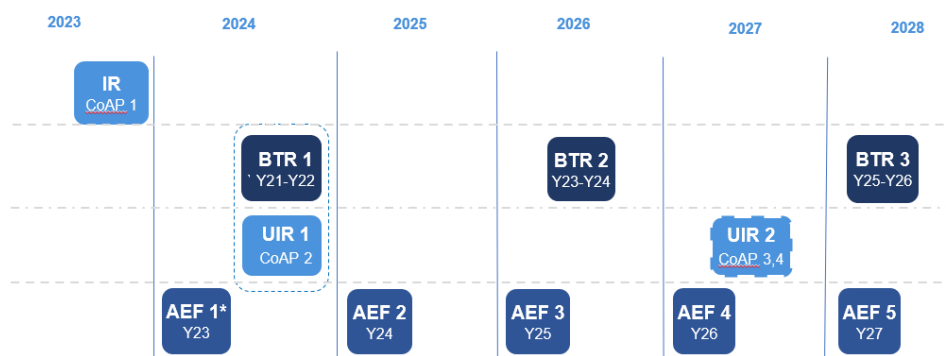 2023
2024
2025
2026
2027
2028
IR
CoAP 1
BTR 1
Y21-Y22
BTR 2
Y23-Y24
BTR 3
Y25-Y26
UIR 1
CoAP 2
UIR 2
CoAP 3,4
AEF 1*
Y23
AEF 2
Y24
AEF 3
Y25
AEF 4
Y26
AEF 5
Y27